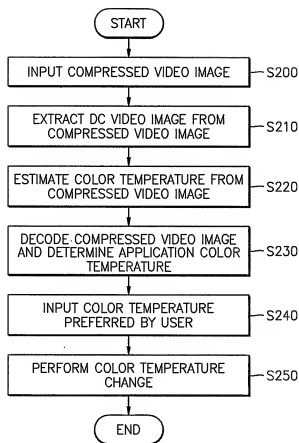 START
INPUT COMPRESSED VIDEO IMAGE
S200
EXTRACT DC VIDEO IMAGE FROM
COMPRESSED VIDEO IMAGE
S210
ESTIMATE COLOR TEMPERATURE FROM
COMPRESSED VIDEO IMAGE
S220
DECODE COMPRESSED VIDEO IMAGE
AND DETERMINE APPLICATION COLOR
TEMPERATURE
S230
INPUT COLOR TEMPERATURE
PREFERRED BY USER
S240
PERFORM COLOR TEMPERATURE
CHANGE
S250
END